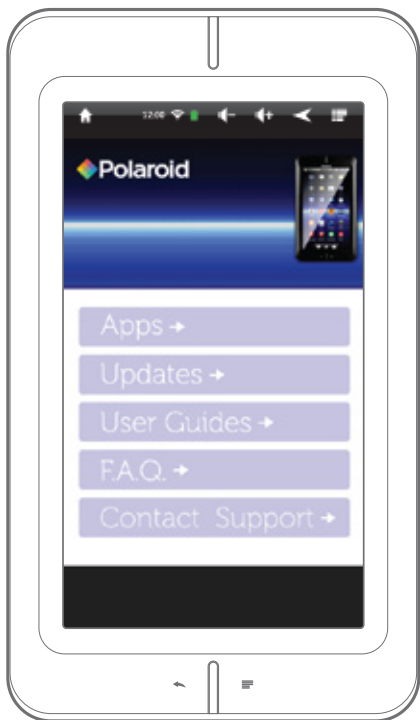 12:00
Polaroid
Apps
Updates
User Guides
F.A.Q.
Contact Support